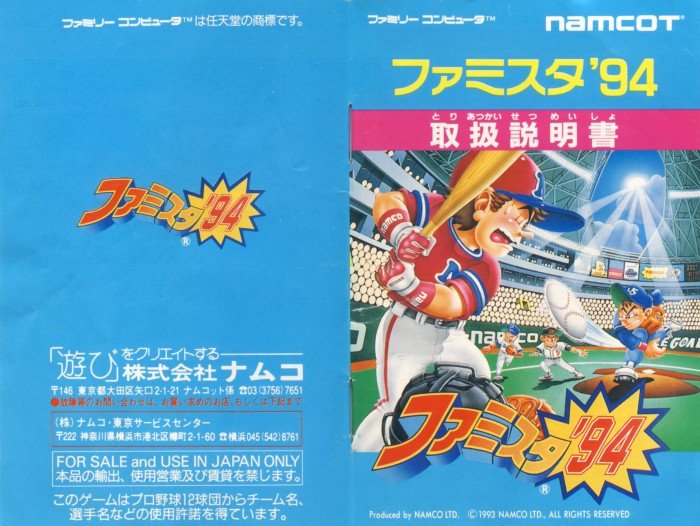 ファミリー コンピュータ™は任天堂の商標です。
ファミスタ'94
®
「遊び」をクリエイトする
株式会社ナムコ
〒146 東京都大田区矢口2-1-21 ナムコット係 ☎03(3756)7651
●故障等のお問い合わせは、お買い求めのお店、もしくは下記まで
(株)ナムコ・東京サービスセンター
〒222 神奈川県横浜市港北区樽町2-1-60 ☎横浜045(542)8761
FOR SALE and USE IN JAPAN ONLY
本品の輸出、使用営業及び賃貸を禁じます。
このゲームはプロ野球12球団からチーム名、
選手名などの使用許諾を得ています。
ファミリー コンピュータ™
namcot®
ファミスタ'94
とりあつかいせつめいしょ
取扱説明書
namco
N
namco
S
LEGOAL
ファミスタ'94
®
Produced by NAMCO LTD. ©1993 NAMCO LTD., ALL RIGHTS RESERVED